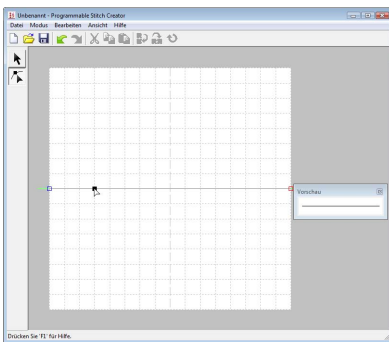 Unbenannt - Programmable Stitch Creator
Datei Modus Bearbeiten Ansicht Hilfe
Vorschau
Drücken Sie 'F1' für Hilfe.